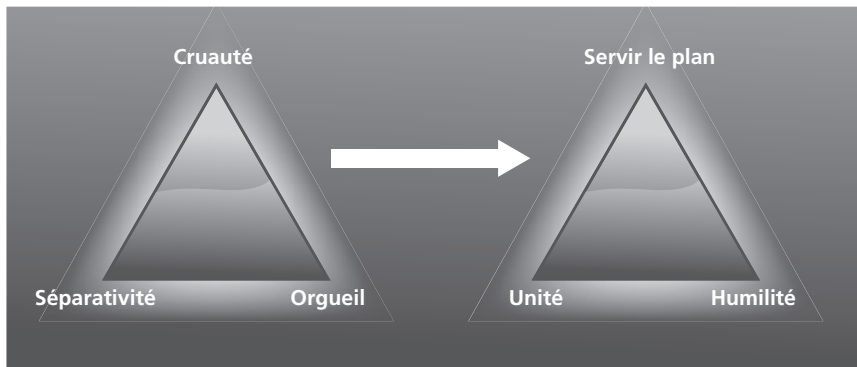 Cruauté
Servir le plan
Séparativité
Orgueil
Unité
Humilité